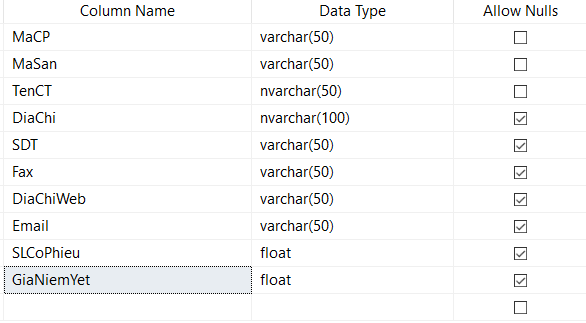 Column Name Data Type Allow Nulls
MaCP varchar(50)
MaSan varchar(50)
TenCT nvarchar(50)
DiaChi nvarchar(100)
SDT varchar(50)
Fax varchar(50)
DiaChiWeb varchar(50)
Email varchar(50)
SLCoPhieu float
GiaNiemYet float